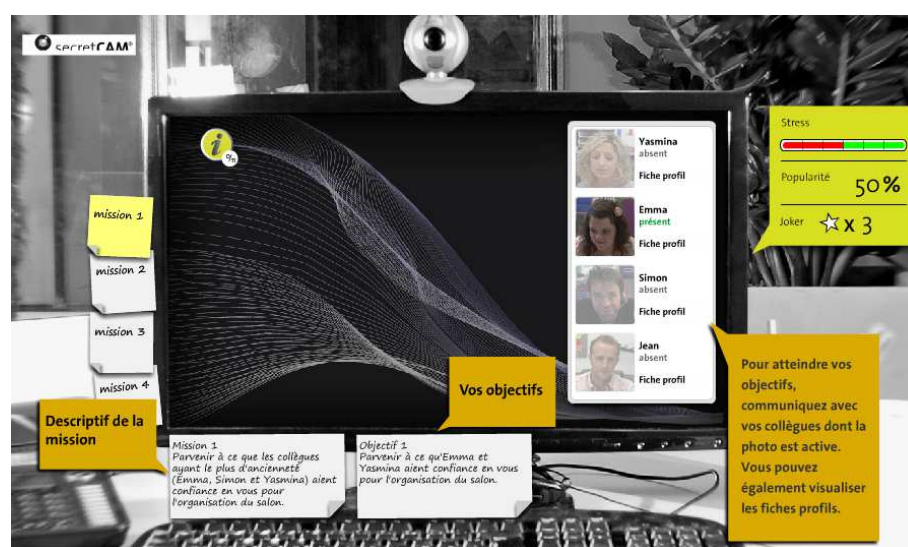 secretCAM®
Yasmina
absent
Fiche profil
Emma
présent
Fiche profil
Simon
absent
Fiche profil
Jean
absent
Fiche profil
Stress
Popularité
50%
Joker
x 3
mission 1
mission 2
mission 3
mission 4
Descriptif de la
mission
Vos objectifs
Mission 1
Parvenir à ce que les collègues
ayant le plus d'ancienneté
(Emma, Simon et Yasmina) aient
confiance en vous pour
l'organisation du salon.
Objectif 1
Parvenir à ce qu'Emma et
Yasmina aient confiance en vous
pour l'organisation du salon.
Pour atteindre vos
objectifs,
communiquez avec
vos collègues dont la
photo est active.
Vous pouvez
également visualiser
les fiches profils.